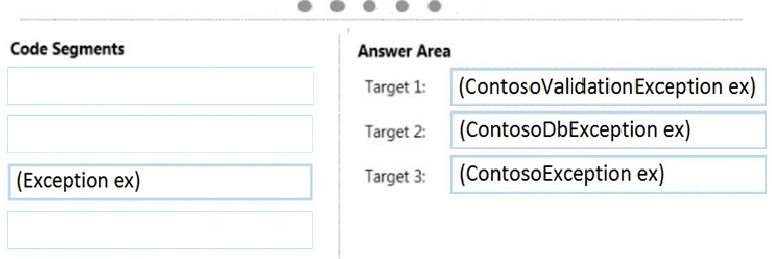 Code Segments
(Exception ex)
Answer Area
Target 1: (ContosoValidationException ex)
Target 2: (ContosoDbException ex)
Target 3: (ContosoException ex)